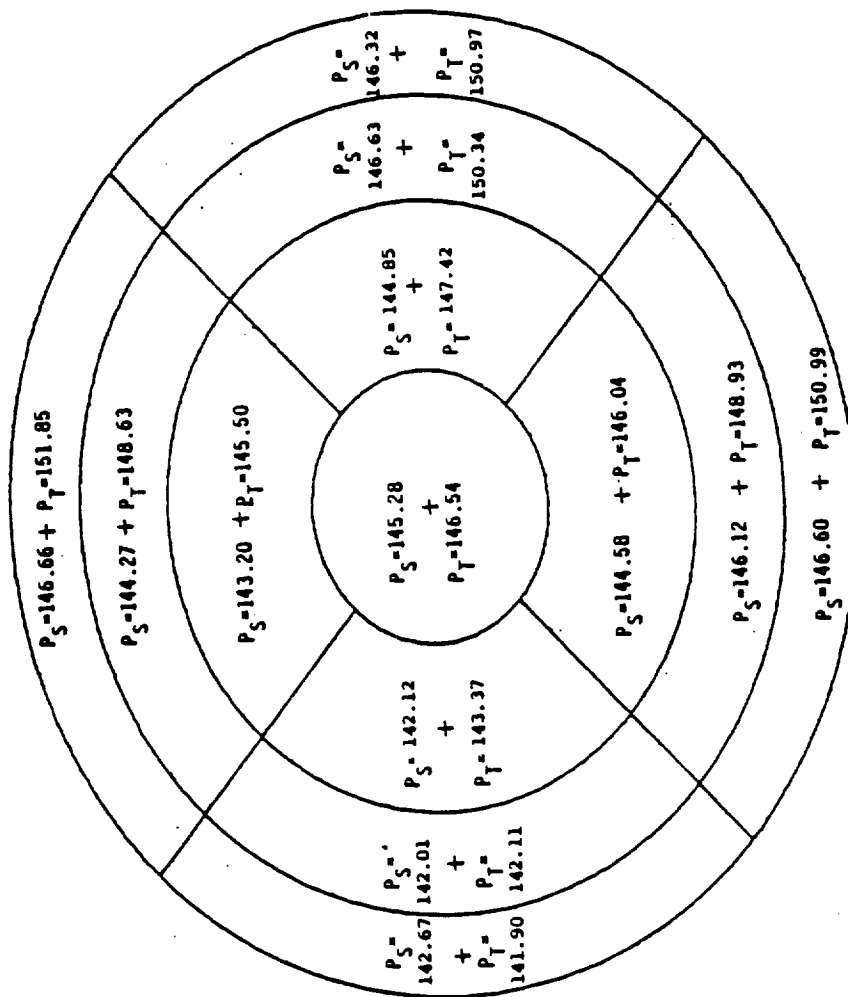 P_S=146.66 + P_T=151.85
P_S=144.27 + P_T=148.63
P_S=143.20 + P_T=145.50
P_S=
142.67
+
P_T=
141.90
P_S=
142.01
+
P_T=
142.11
P_S=142.12
+
P_T=143.37
P_S=145.28
+
P_T=146.54
P_S=144.85
+
P_T=147.42
P_S=
146.63
+
P_T=
150.34
P_S=
146.32
+
P_T=
150.97
P_S=144.58 + P_T=146.04
P_S=146.12 + P_T=148.93
P_S=146.60 + P_T=150.99